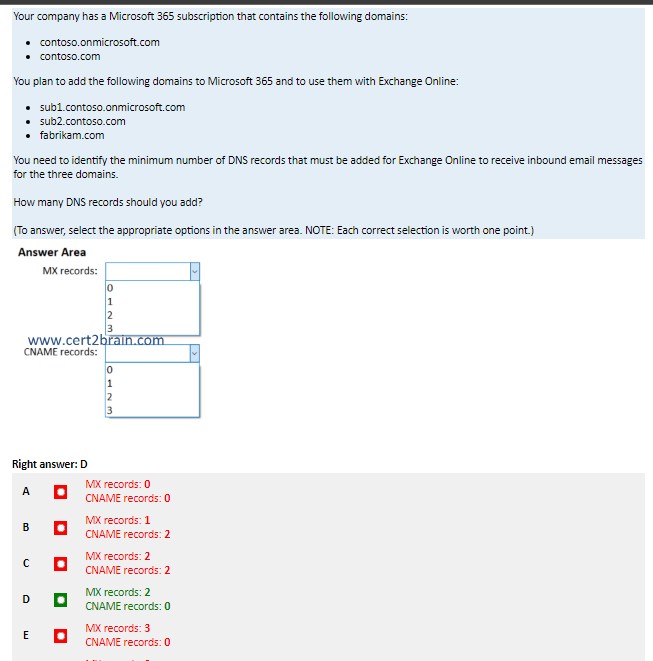 Your company has a Microsoft 365 subscription that contains the following domains:
• contoso.onmicrosoft.com
• contoso.com
You plan to add the following domains to Microsoft 365 and to use them with Exchange Online:
• sub1.contoso.onmicrosoft.com
• sub2.contoso.com
• fabrikam.com
You need to identify the minimum number of DNS records that must be added for Exchange Online to receive inbound email messages
for the three domains.
How many DNS records should you add?
(To answer, select the appropriate options in the answer area. NOTE: Each correct selection is worth one point.)
Answer Area
MX records:
0
1
2
3
www.cert2brain.com
CNAME records:
0
1
2
3
Right answer: D
A
MX records: 0
CNAME records: 0
B
MX records: 1
CNAME records: 2
C
MX records: 2
CNAME records: 2
D
MX records: 2
CNAME records: 0
E
MX records: 3
CNAME records: 0